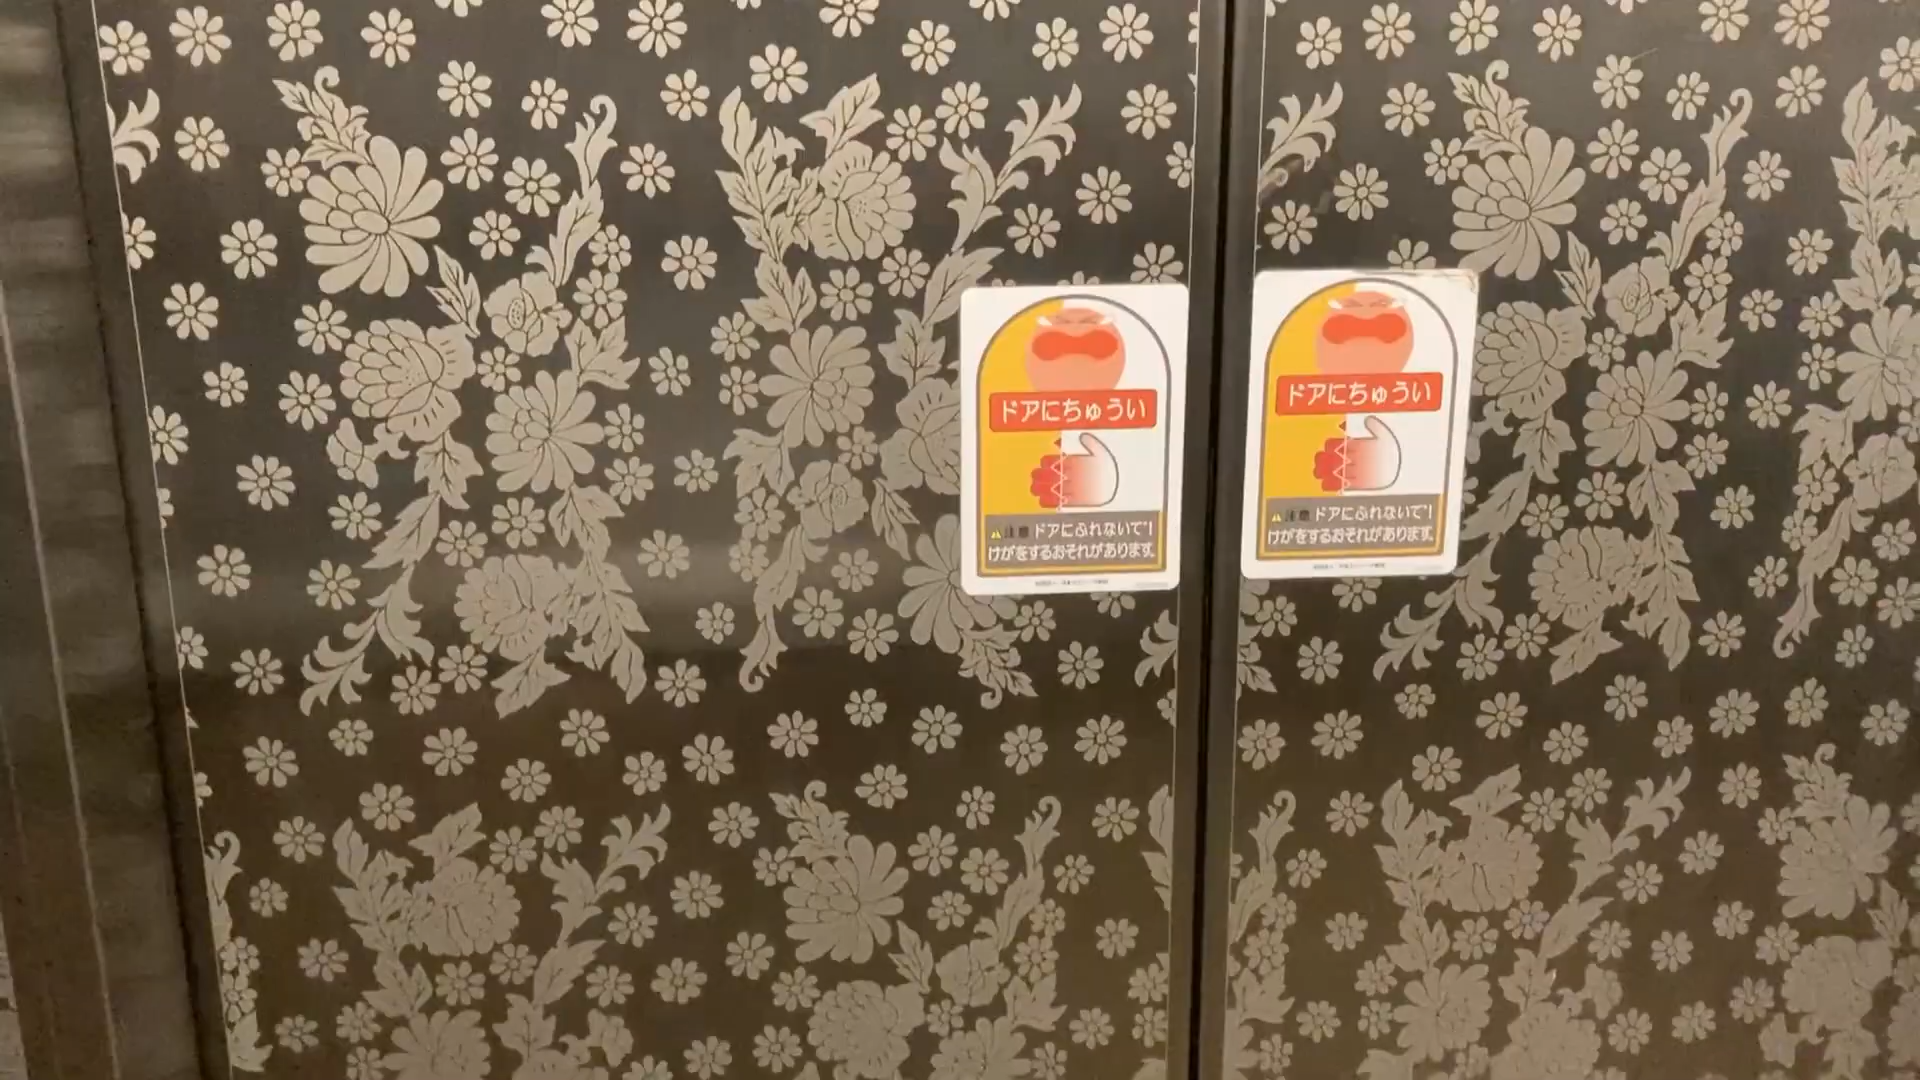 ドアにちゅうい
注意 ドアにふれないで!
けがをするおそれがあります。
ドアにちゅうい
注意 ドアにふれないで!
けがをするおそれがあります。